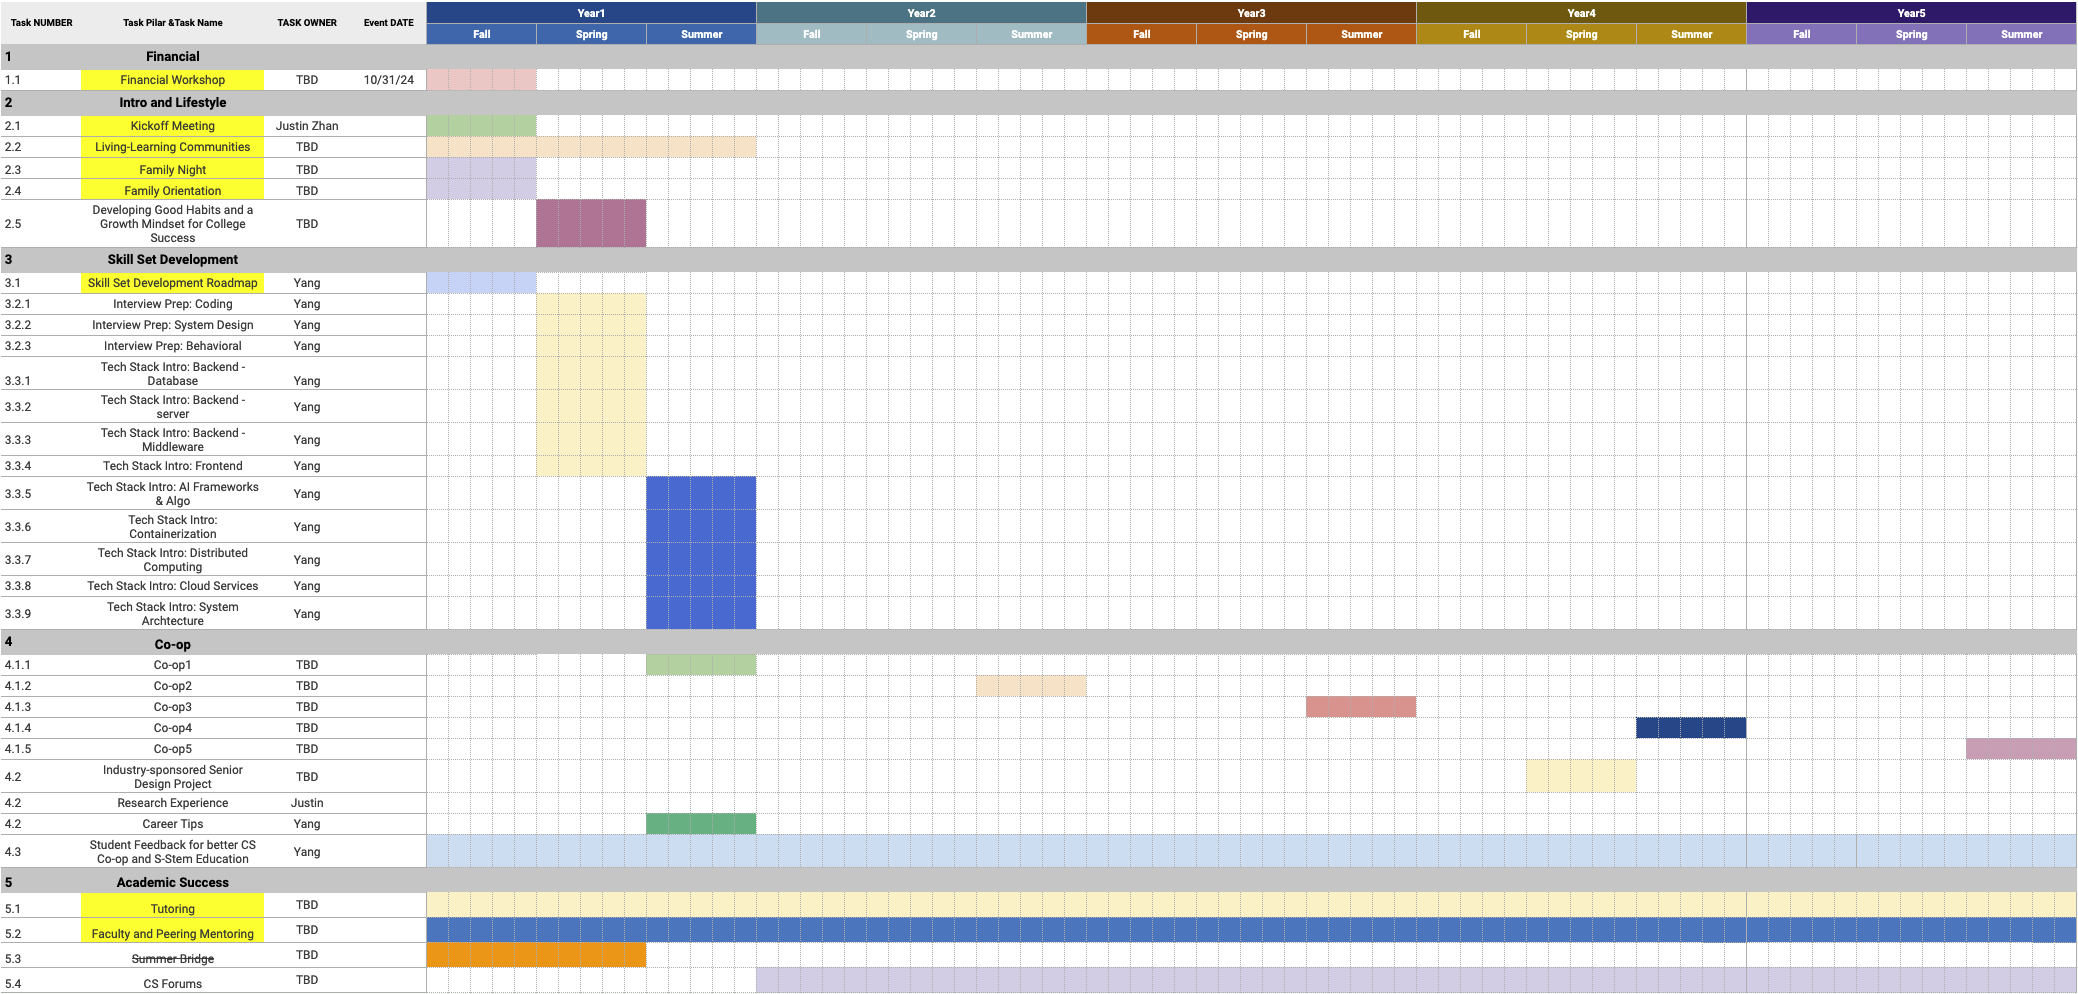 Task NUMBER Task Pilar &Task Name TASK OWNER Event DATE Year1 Year2 Year3 Year4 Year5
Fall Spring Summer Fall Spring Summer Fall Spring Summer Fall Spring Summer Fall Spring Summer
1 Financial
1.1 Financial Workshop TBD 10/31/24
2 Intro and Lifestyle
2.1 Kickoff Meeting Justin Zhan
2.2 Living-Learning Communities TBD
2.3 Family Night TBD
2.4 Family Orientation TBD
2.5 Developing Good Habits and a
Growth Mindset for College
Success TBD
3 Skill Set Development
3.1 Skill Set Development Roadmap Yang
3.2.1 Interview Prep: Coding Yang
3.2.2 Interview Prep: System Design Yang
3.2.3 Interview Prep: Behavioral Yang
3.3.1 Tech Stack Intro: Backend -
Database Yang
3.3.2 Tech Stack Intro: Backend -
server Yang
3.3.3 Tech Stack Intro: Backend -
Middleware Yang
3.3.4 Tech Stack Intro: Frontend Yang
3.3.5 Tech Stack Intro: AI Frameworks
& Algo Yang
3.3.6 Tech Stack Intro:
Containerization Yang
3.3.7 Tech Stack Intro: Distributed
Computing Yang
3.3.8 Tech Stack Intro: Cloud Services Yang
3.3.9 Tech Stack Intro: System
Archtecture Yang
4 Co-op
4.1.1 Co-op1 TBD
4.1.2 Co-op2 TBD
4.1.3 Co-op3 TBD
4.1.4 Co-op4 TBD
4.1.5 Co-op5 TBD
4.2 Industry-sponsored Senior
Design Project TBD
4.2 Research Experience Justin
4.2 Career Tips Yang
4.3 Student Feedback for better CS
Co-op and S-Stem Education Yang
5 Academic Success
5.1 Tutoring TBD
5.2 Faculty and Peering Mentoring TBD
5.3 Summer Bridge TBD
5.4 CS Forums TBD